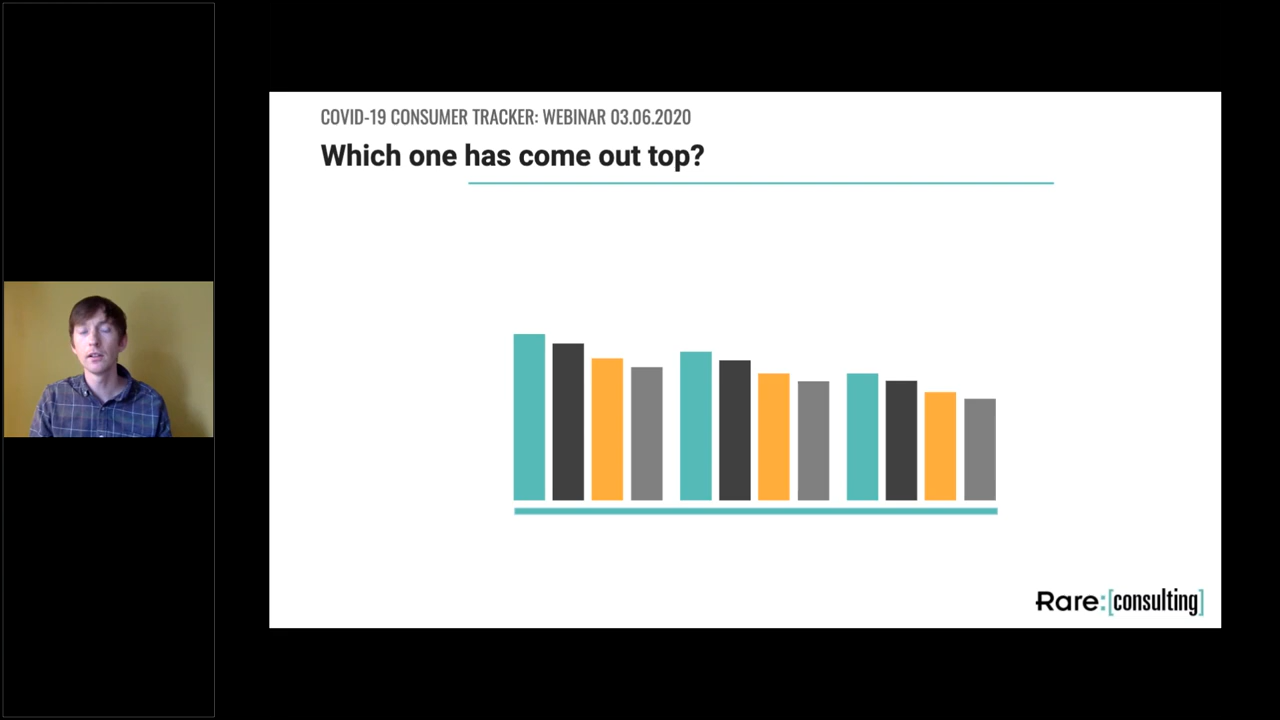 COVID-19 CONSUMER TRACKER: WEBINAR 03.06.2020
Which one has come out top?
Rare:[consulting]